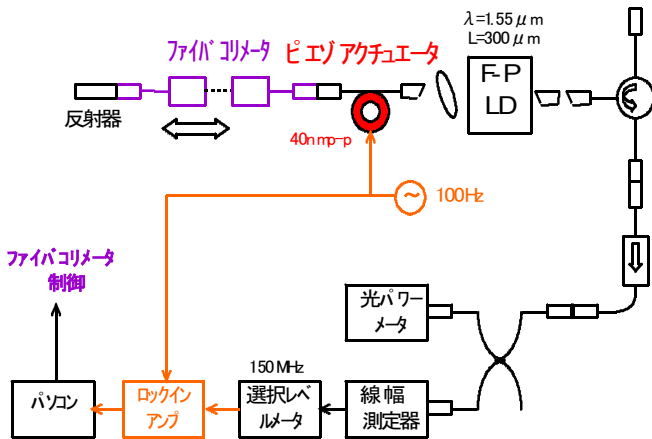 λ=1.55μm
L=300μm
ファイバコリメータ
ピエゾアクチュエータ
F-P
LD
反射器
40nmp-p
100Hz
ファイバコリメータ
制御
光パワー
メータ
150MHz
パソコン
ロックイン
アンプ
選択レベ
ルメータ
線幅
測定器